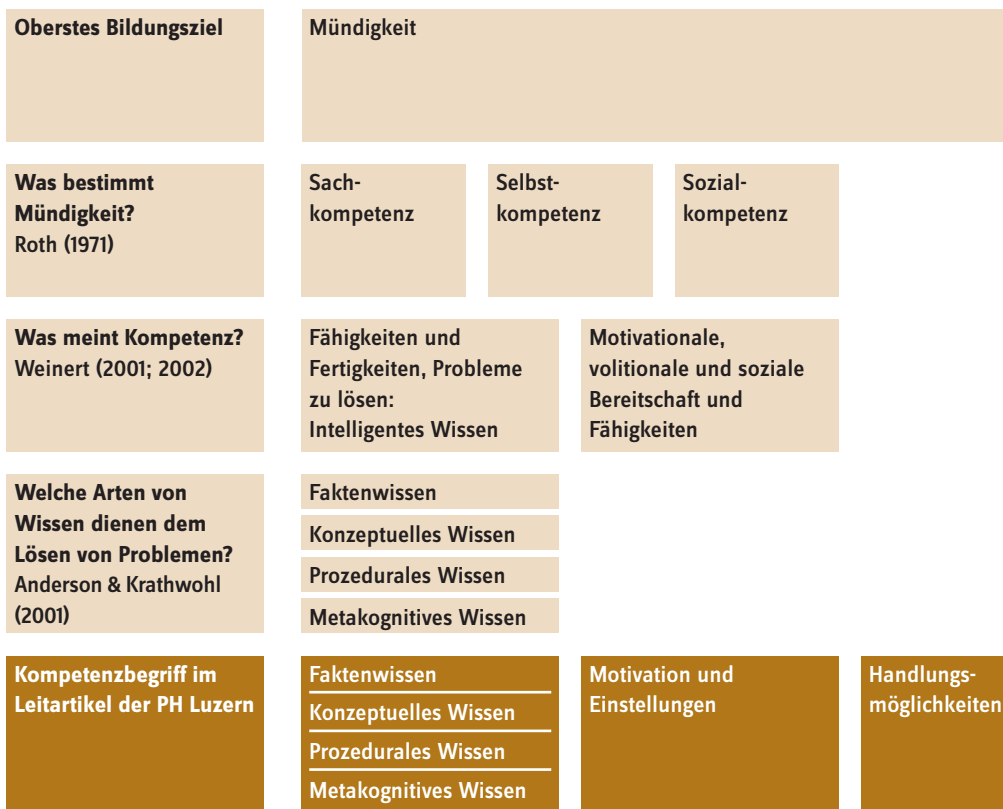 Oberstes Bildungsziel
Mündigkeit
Was bestimmt
Mündigkeit?
Roth (1971)
Sach-
kompetenz
Selbst-
kompetenz
Sozial-
kompetenz
Was meint Kompetenz?
Weinert (2001; 2002)
Fähigkeiten und
Fertigkeiten, Probleme
zu lösen:
Intelligentes Wissen
Motivationale,
volitionale und soziale
Bereitschaft und
Fähigkeiten
Welche Arten von
Wissen dienen dem
Lösen von Problemen?
Anderson & Krathwohl
(2001)
Faktenwissen
Konzeptuelles Wissen
Prozedurales Wissen
Metakognitives Wissen
Kompetenzbegriff im
Leitartikel der PH Luzern
Faktenwissen
Konzeptuelles Wissen
Prozedurales Wissen
Metakognitives Wissen
Motivation und
Einstellungen
Handlungs-
möglichkeiten